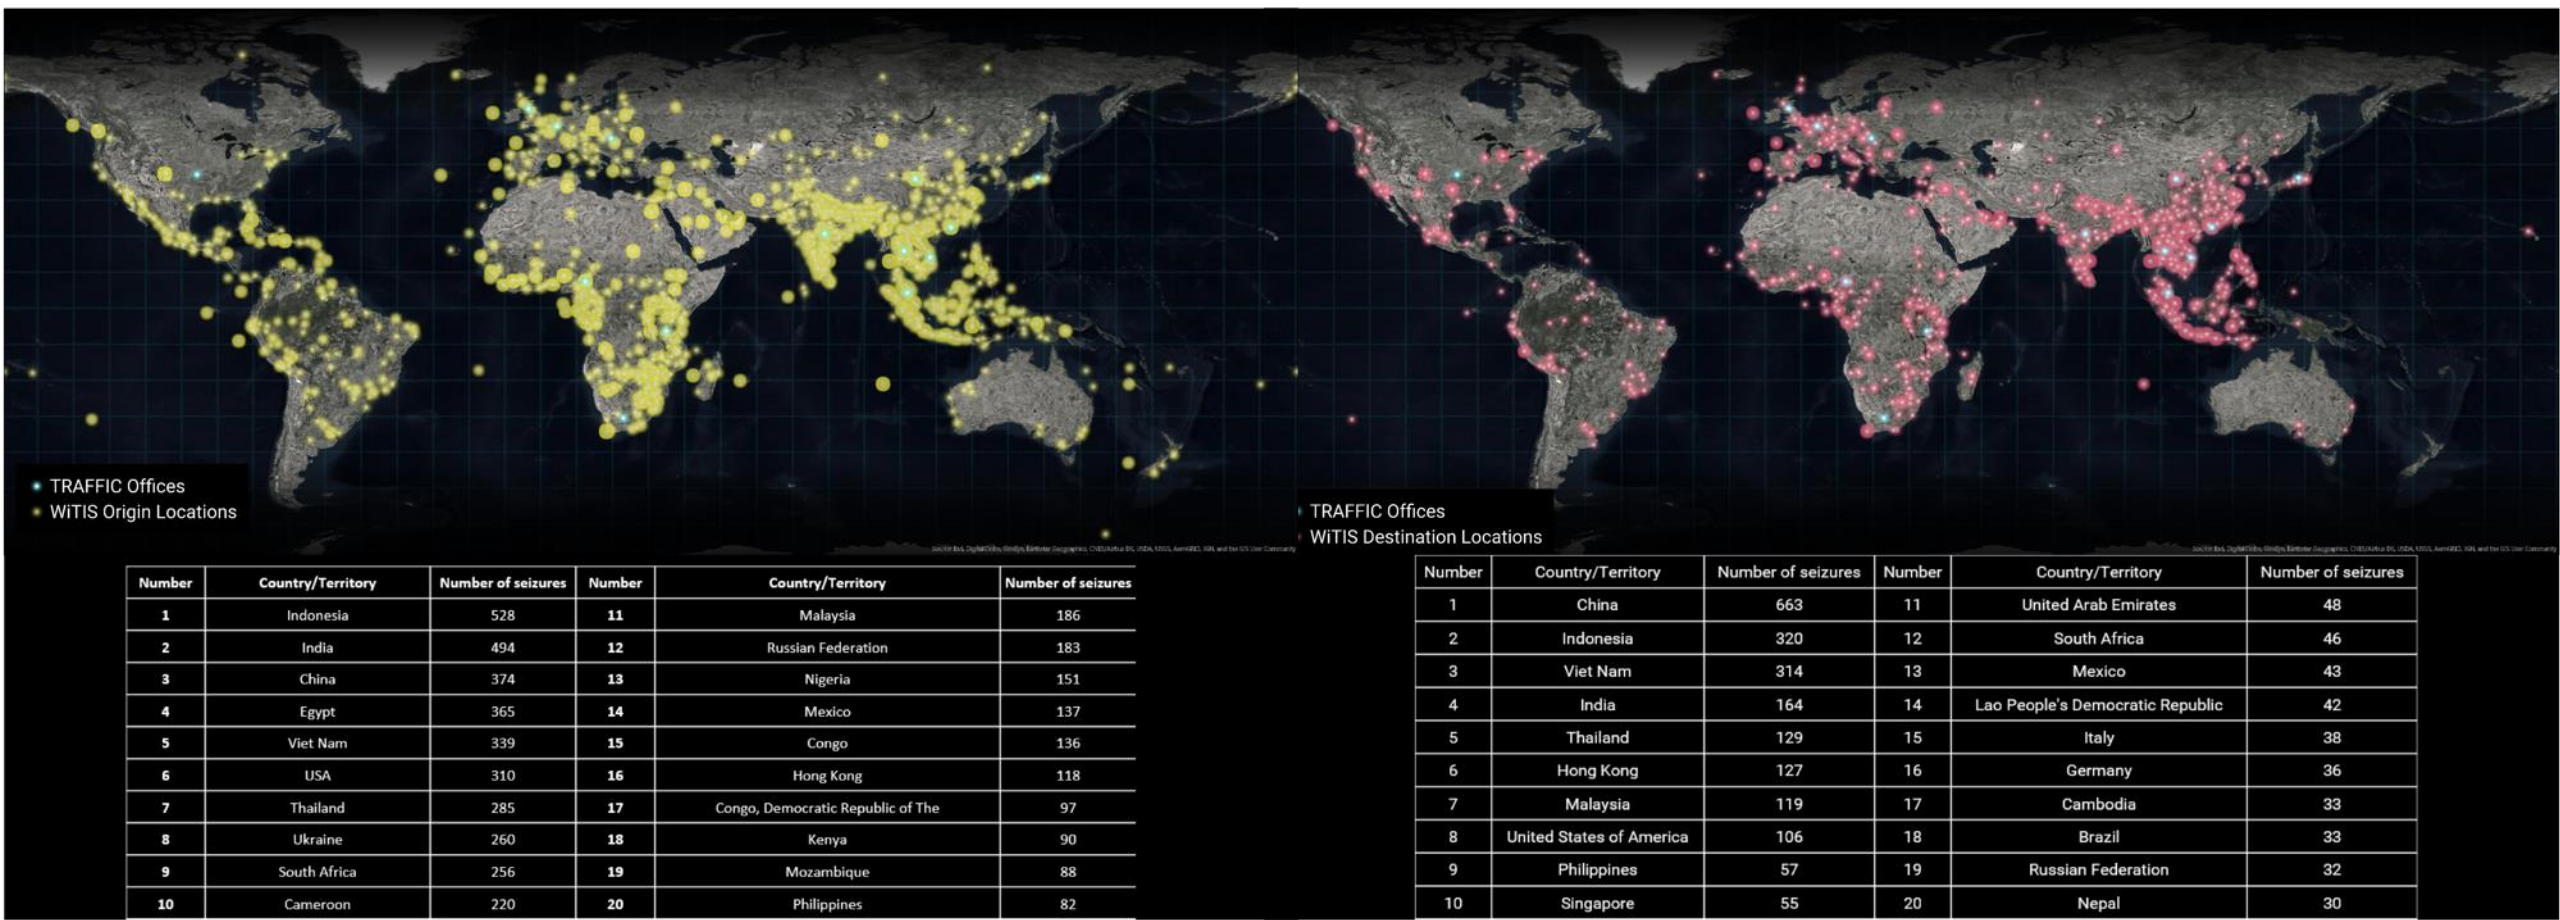 TRAFFIC Offices
WiTIS Origin Locations
Number Country/Territory Number of seizures Number Country/Territory Number of seizures
1 Indonesia 528 11 Malaysia 186
2 India 494 12 Russian Federation 183
3 China 374 13 Nigeria 151
4 Egypt 365 14 Mexico 137
5 Viet Nam 339 15 Congo 136
6 USA 310 16 Hong Kong 118
7 Thailand 285 17 Congo, Democratic Republic of The 97
8 Ukraine 260 18 Kenya 90
9 South Africa 256 19 Mozambique 88
10 Cameroon 220 20 Philippines 82
TRAFFIC Offices
WiTIS Destination Locations
Number Country/Territory Number of seizures Number Country/Territory Number of seizures
1 China 663 11 United Arab Emirates 48
2 Indonesia 320 12 South Africa 46
3 Viet Nam 314 13 Mexico 43
4 India 164 14 Lao People's Democratic Republic 42
5 Thailand 129 15 Italy 38
6 Hong Kong 127 16 Germany 36
7 Malaysia 119 17 Cambodia 33
8 United States of America 106 18 Brazil 33
9 Philippines 57 19 Russian Federation 32
10 Singapore 55 20 Nepal 30